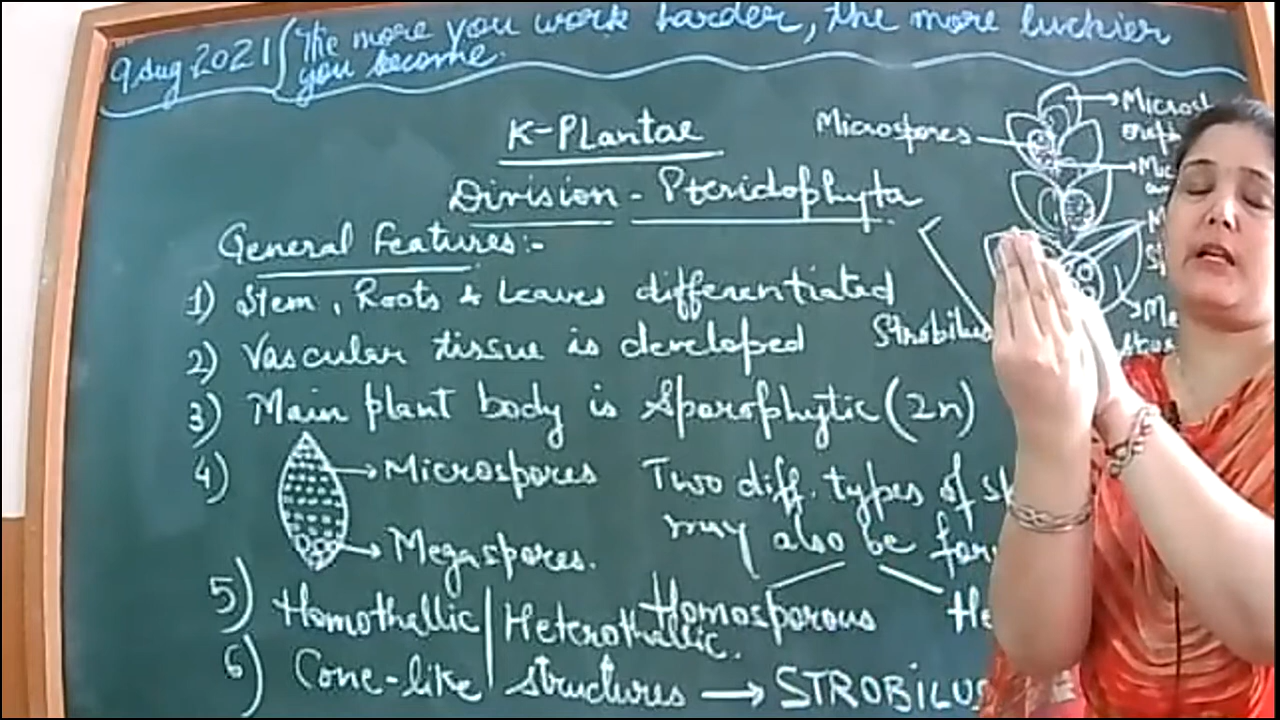 9 Aug 2021 The more you work harder, the more luckier
you become.
K-Plantae
Division - Pteridophyta
General Features:-
1) Stem, Roots & Leaves differentiated
2) Vascular tissue is developed
3) Main plant body is Sporophytic (2n)
4) Microspores
Megaspores.
Two diff. types of
may also be
Homosporous
5) Homothallic | Heterothallic.
6) Cone-like structures → STROBILUS
Microspores
Strobilus